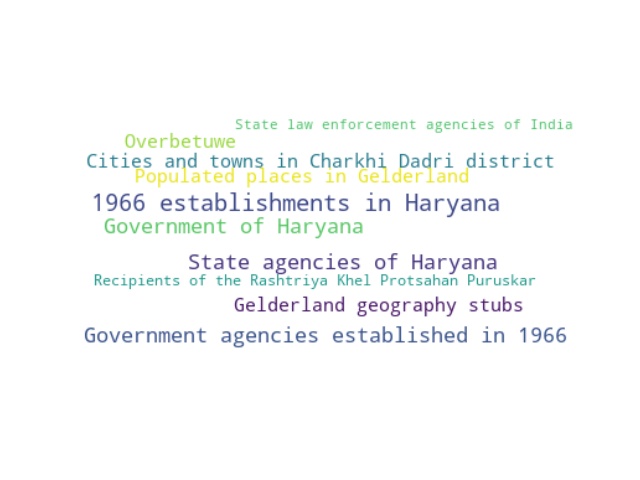 State law enforcement agencies of India
Overbetuwe
Cities and towns in Charkhi Dadri district
Populated places in Gelderland
1966 establishments in Haryana
Government of Haryana
State agencies of Haryana
Recipients of the Rashtriya Khel Protsahan Puruskar
Gelderland geography stubs
Government agencies established in 1966